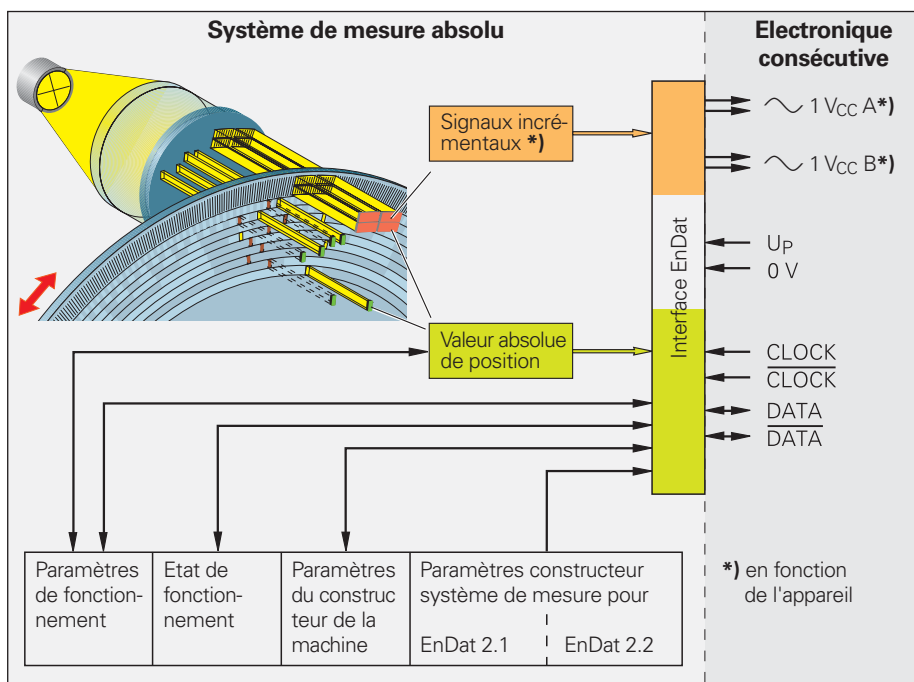 Système de mesure absolu
Electronique
consécutive
Signaux incré-
mentaux *)
Valeur absolue
de position
Interface EnDat
∼ 1 VCC A*)
∼ 1 VCC B*)
UP
0 V
CLOCK
CLOCK
DATA
DATA
Paramètres
de fonction-
nement
Etat de
fonction-
nement
Paramètres
du construc
teur de la
machine
Paramètres constructeur
système de mesure pour
EnDat 2.1
EnDat 2.2
*) en fonction
de l'appareil